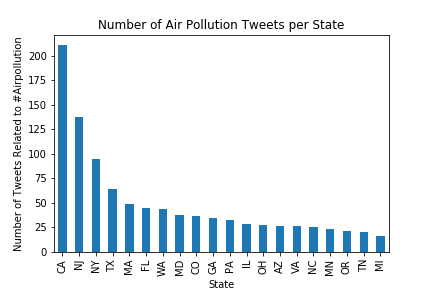 Number of Air Pollution Tweets per State
Number of Tweets Related to #Airpollution
200
175
150
125
100
75
50
25
0
CA NJ NY TX MA FL WA MD CO GA PA IL OH AZ VA NC MN OR TN MI
State